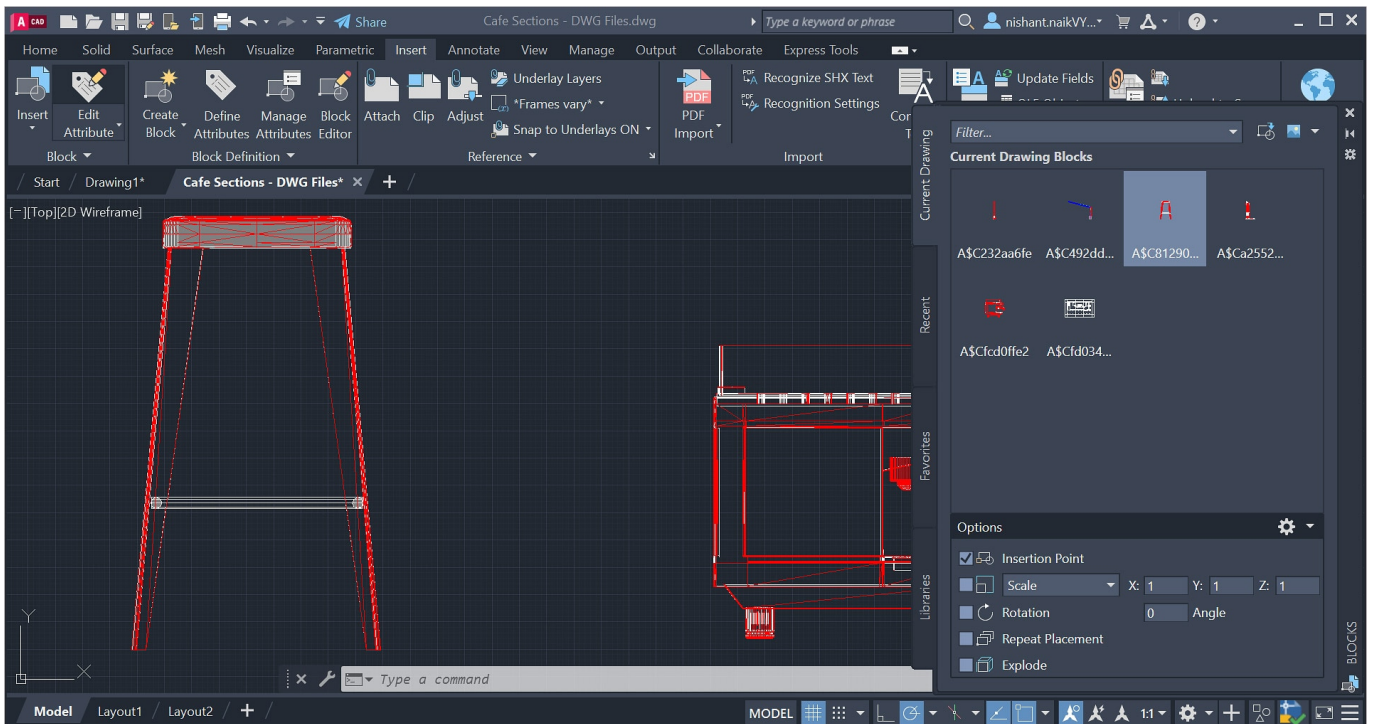 A CAD Share Cafe Sections - DWG Files.dwg Type a keyword or phrase nishant.naikVY...
Home Solid Surface Mesh Visualize Parametric Insert Annotate View Manage Output Collaborate Express Tools
Underlay Layers
*Frames vary*
Snap to Underlays ON
Recognize SHX Text
Recognition Settings
Update Fields
Insert
Edit
Attribute
Create
Block
Define
Attributes
Manage
Attributes
Block
Editor
Attach
Clip
Adjust
PDF
PDF
Import
Block
Block Definition
Reference
Import
Start Drawing1* Cafe Sections - DWG Files*
[-][Top][2D Wireframe]
Y
X
Type a command
Current Drawing
Recent
Favorites
Libraries
Filter...
Current Drawing Blocks
A$C232aa6fe A$C492dd... A$C81290... A$Ca2552...
A$Cfcd0ffe2 A$Cfd034...
Options
Insertion Point
Scale X: 1 Y: 1 Z: 1
Rotation 0 Angle
Repeat Placement
Explode
BLOCKS
Model Layout1 Layout2 MODEL 1:1